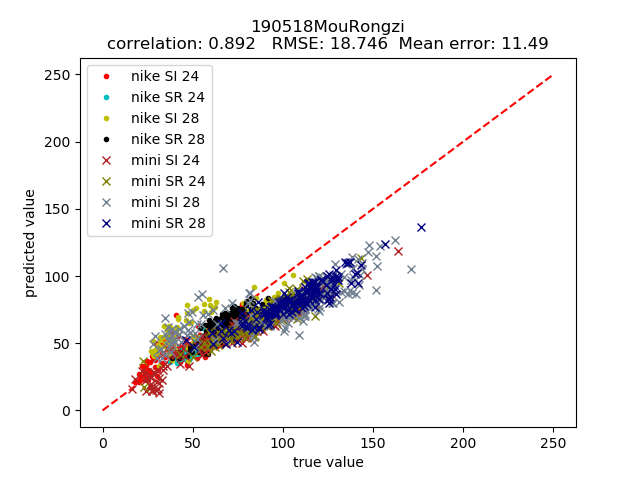 190518MouRongzi
correlation: 0.892   RMSE: 18.746  Mean error: 11.49
250
200
150
100
50
0
predicted value
nike SI 24
nike SR 24
nike SI 28
nike SR 28
mini SI 24
mini SR 24
mini SI 28
mini SR 28
0 50 100 150 200 250
true value